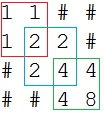 1 1 # #
1 2 2 #
# 2 4 4
# # 4 8